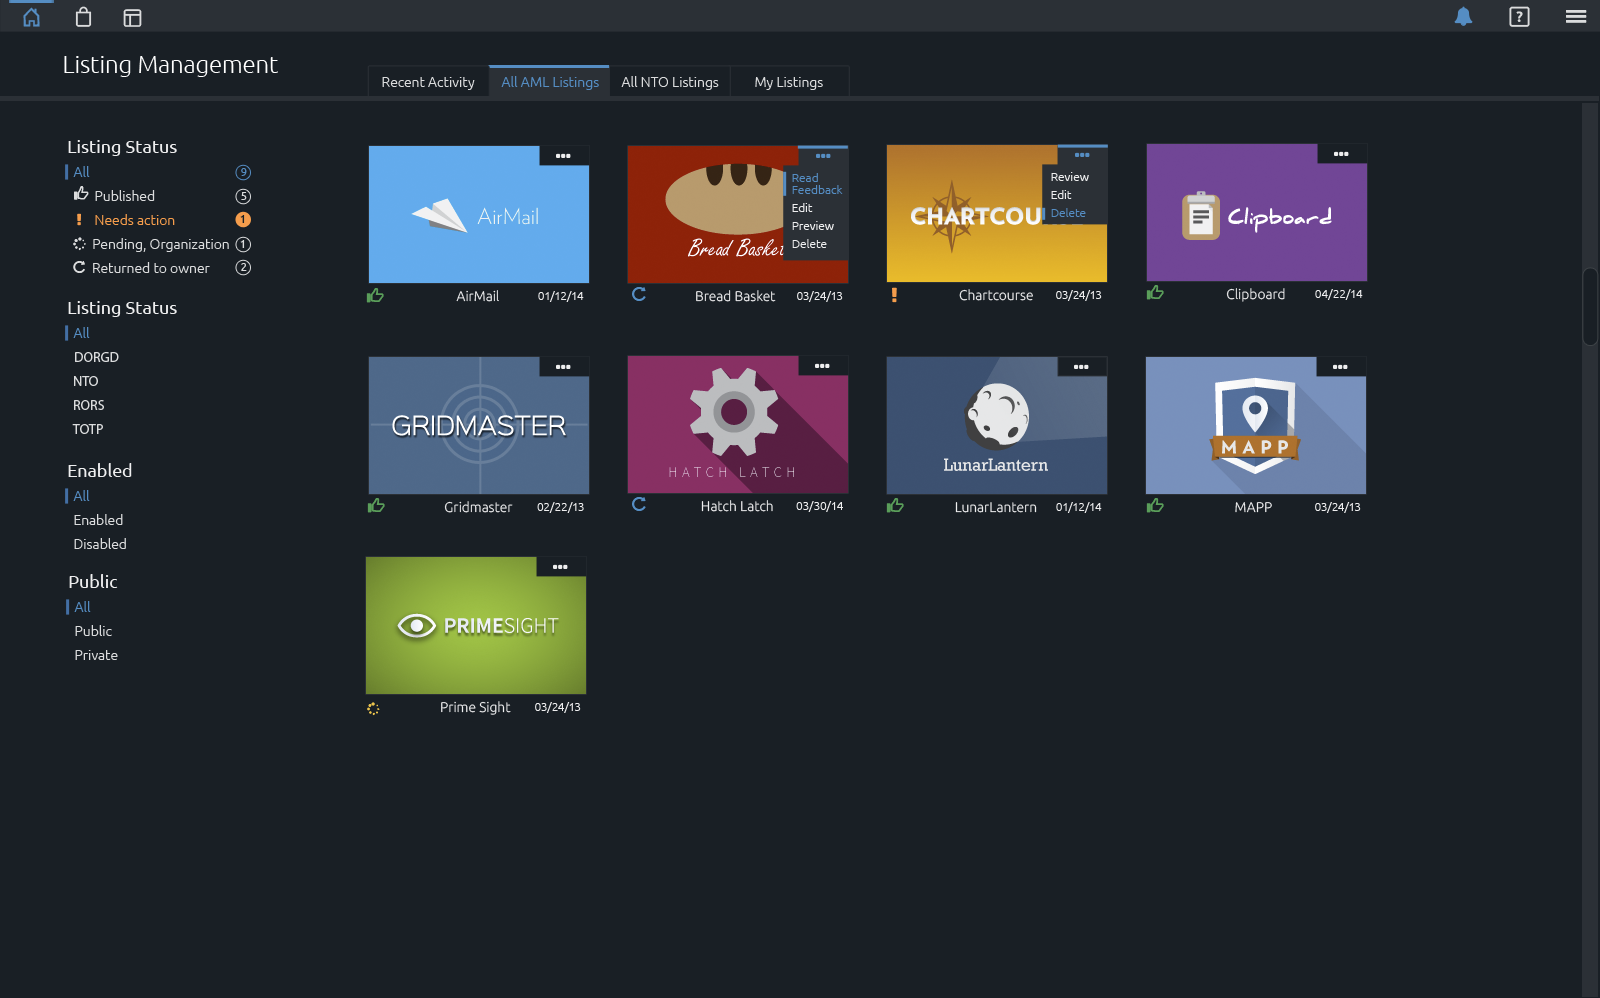 ?
Listing Management
Recent Activity
All AML Listings
All NTO Listings
My Listings
Listing Status
All 9
Published 5
Needs action 1
Pending, Organization 1
Returned to owner 2
Listing Status
All
DORGD
NTO
RORS
TOTP
Enabled
All
Enabled
Disabled
Public
All
Public
Private
AirMail
AirMail 01/12/14
Bread Basket
Read
Feedback
Edit
Preview
Delete
Bread Basket 03/24/13
CHARTCOU
Review
Edit
Delete
Chartcourse 03/24/13
Clipboard
Clipboard 04/22/14
GRIDMASTER
Gridmaster 02/22/13
HATCH LATCH
Hatch Latch 03/30/14
LunarLantern
LunarLantern 01/12/14
MAPP
MAPP 03/24/13
PRIMESIGHT
Prime Sight 03/24/13